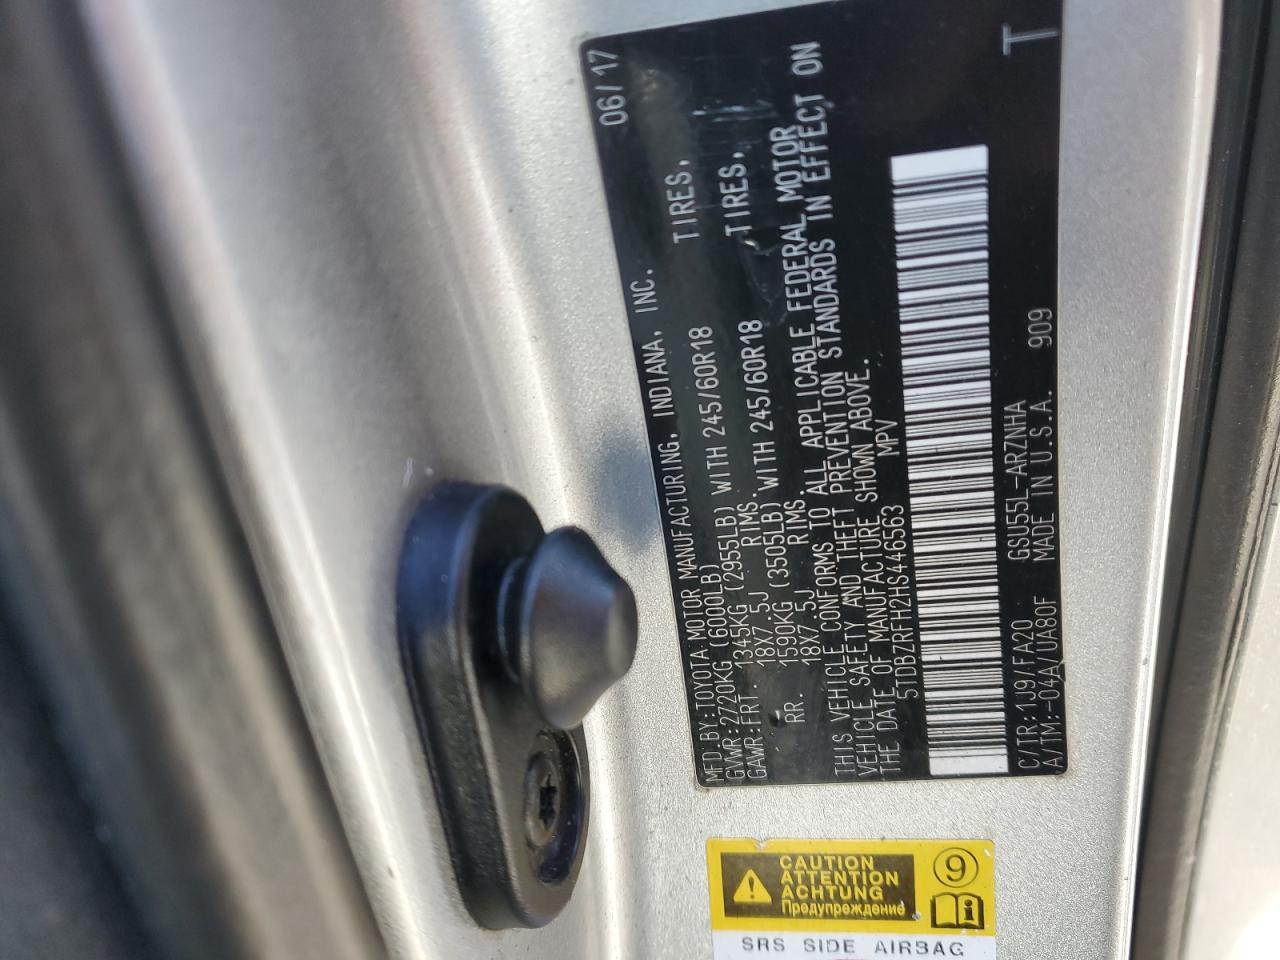 06/17
MFD BY:TOYOTA MOTOR MANUFACTURING, INDIANA, INC.
GVWR:2720KG (6000LB)
GAWR:FRT. 1345KG (2955LB) WITH 245/60R18 TIRES,
18X7.5J RIMS.
RR. 1590KG (3505LB) WITH 245/60R18 TIRES,
18X7.5J RIMS.
THIS VEHICLE CONFORMS TO ALL APPLICABLE FEDERAL MOTOR
VEHICLE SAFETY AND THEFT PREVENTION STANDARDS IN EFFECT ON
THE DATE OF MANUFACTURE SHOWN ABOVE.
5TDBZRFH2HS446563 MPV
C/TR:1J9/FA20 GSU55L-ARZNHA
A/TM:-04A/UA80F MADE IN U.S.A. 909
T
CAUTION
ATTENTION
ACHTUNG
Предупреждение
9
SRS SIDE AIRBAG